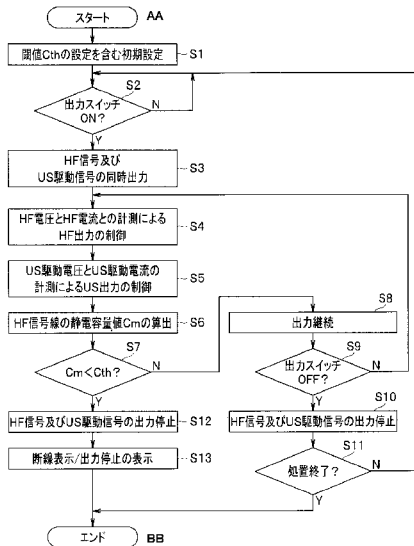 スタート
AA
閾値Cthの設定を含む初期設定
S1
S2
出力スイッチ
ON?
N
Y
HF信号及び
US駆動信号の同時出力
S3
HF電圧とHF電流との計測による
HF出力の制御
S4
US駆動電圧とUS駆動電流の
計測によるUS出力の制御
S5
HF信号線の静電容量値Cmの算出
S6
S7
Cm<Cth?
N
Y
S8
出力継続
S9
出力スイッチ
OFF?
N
Y
S10
HF信号及びUS駆動信号の出力停止
S11
処置終了?
N
Y
HF信号及びUS駆動信号の出力停止
S12
断線表示/出力停止の表示
S13
エンド
BB